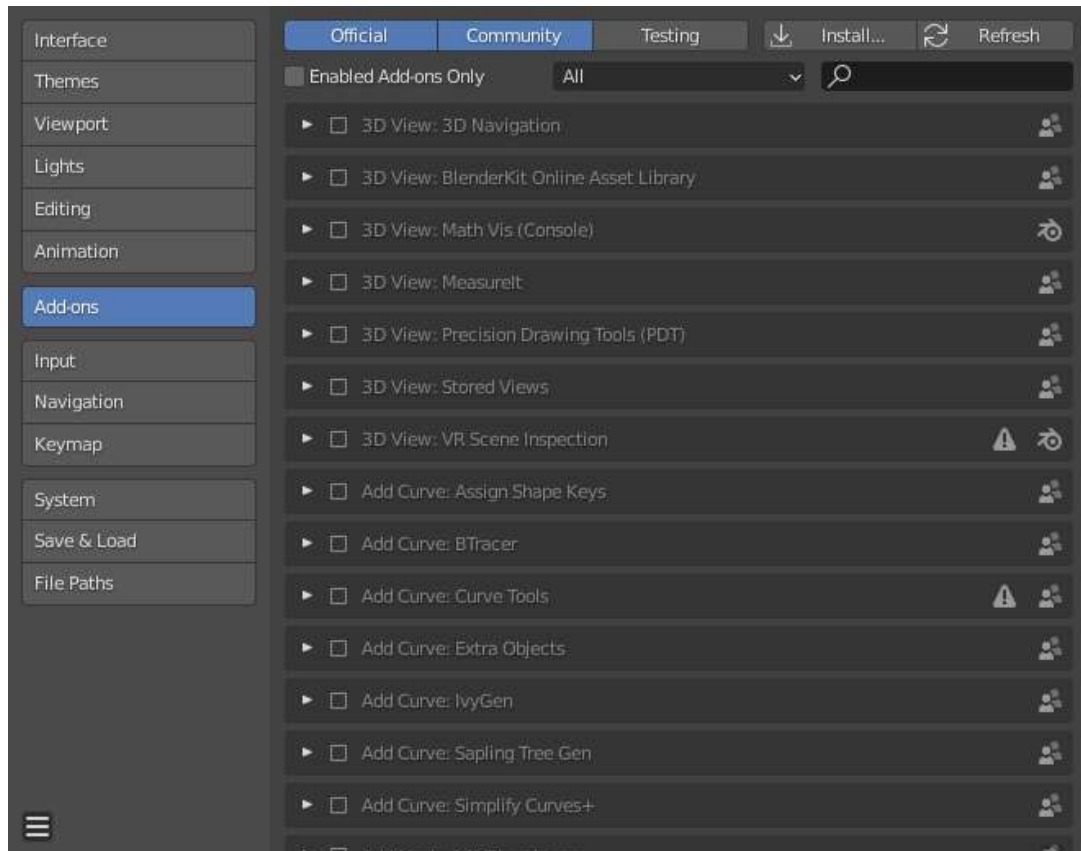 Interface
Themes
Viewport
Lights
Editing
Animation
Add-ons
Input
Navigation
Keymap
System
Save & Load
File Paths
Official Community Testing Install... Refresh
Enabled Add-ons Only All
3D View: 3D Navigation
3D View: BlenderKit Online Asset Library
3D View: Math Vis (Console)
3D View: MeasureIt
3D View: Precision Drawing Tools (PDT)
3D View: Stored Views
3D View: VR Scene Inspection
Add Curve: Assign Shape Keys
Add Curve: BTracer
Add Curve: Curve Tools
Add Curve: Extra Objects
Add Curve: IvyGen
Add Curve: Sapling Tree Gen
Add Curve: Simplify Curves+